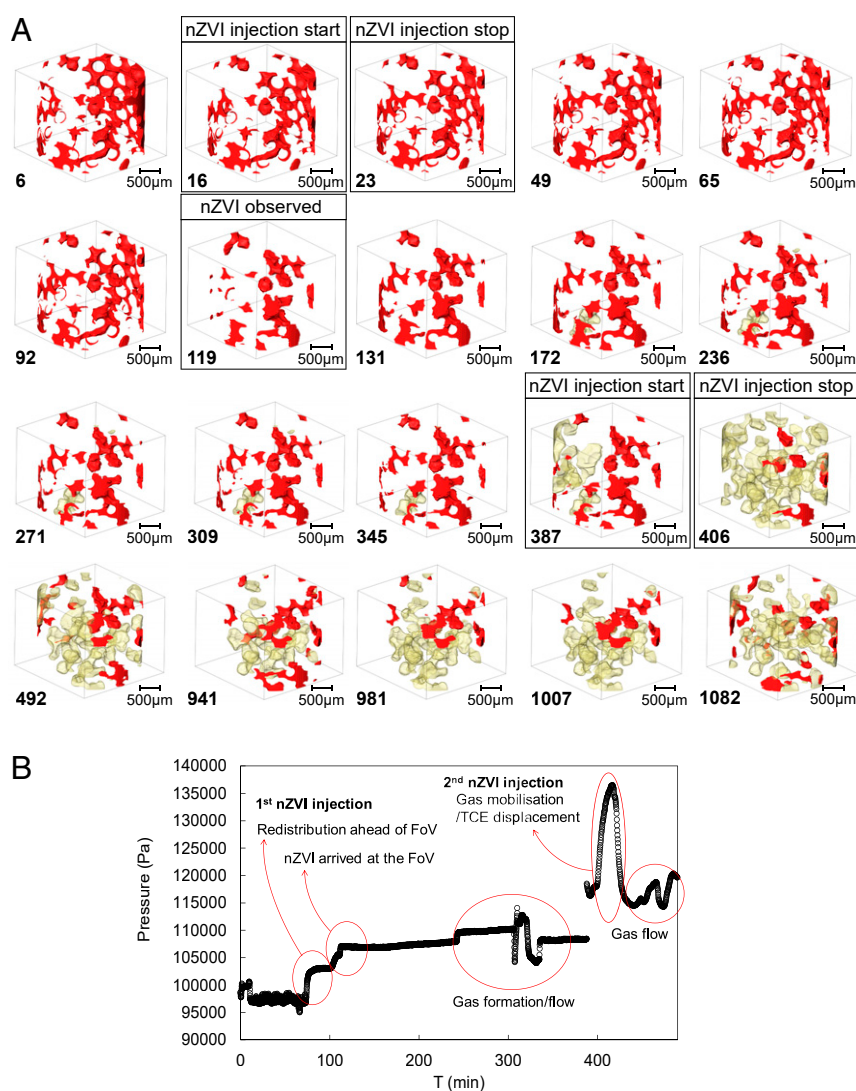 A
nZVI injection start
nZVI injection stop
6
500µm
16
500µm
23
500µm
49
500µm
65
500µm
nZVI observed
92
500µm
119
500µm
131
500µm
172
500µm
236
500µm
nZVI injection start
nZVI injection stop
271
500µm
309
500µm
345
500µm
387
500µm
406
500µm
492
500µm
941
500µm
981
500µm
1007
500µm
1082
500µm
B
140000
135000
130000
125000
120000
115000
110000
105000
100000
95000
90000
Pressure (Pa)
1st nZVI injection
Redistribution ahead of FoV
nZVI arrived at the FoV
2nd nZVI injection
Gas mobilisation
/TCE displacement
Gas flow
Gas formation/flow
0
100
200
300
400
T (min)